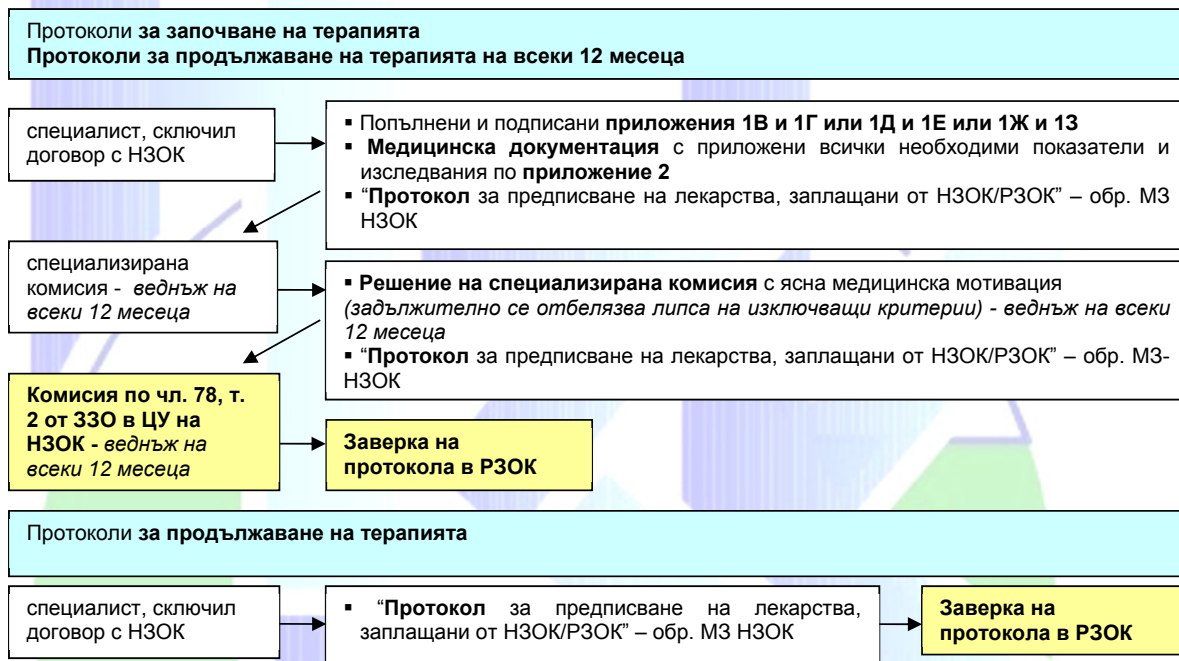 Протоколи за започване на терапията
Протоколи за продължаване на терапията на всеки 12 месеца
специалист, сключил
договор с НЗОК
▪ Попълнени и подписани приложения 1В и 1Г или 1Д и 1Е или 1Ж и 1З
▪ Медицинска документация с приложени всички необходими показатели и
изследвания по приложение 2
▪ “Протокол за предписване на лекарства, заплащани от НЗОК/РЗОК” – обр. МЗ
НЗОК
специализирана
комисия - веднъж на
всеки 12 месеца
▪ Решение на специализирана комисия с ясна медицинска мотивация
(задължително се отбелязва липса на изключващи критерии) - веднъж на всеки
12 месеца
▪ “Протокол за предписване на лекарства, заплащани от НЗОК/РЗОК” – обр. МЗ-
НЗОК
Комисия по чл. 78, т.
2 от ЗЗО в ЦУ на
НЗОК - веднъж на
всеки 12 месеца
Заверка на
протокола в РЗОК
Протоколи за продължаване на терапията
специалист, сключил
договор с НЗОК
▪ “Протокол за предписване на лекарства,
заплащани от НЗОК/РЗОК” – обр. МЗ НЗОК
Заверка на
протокола в РЗОК